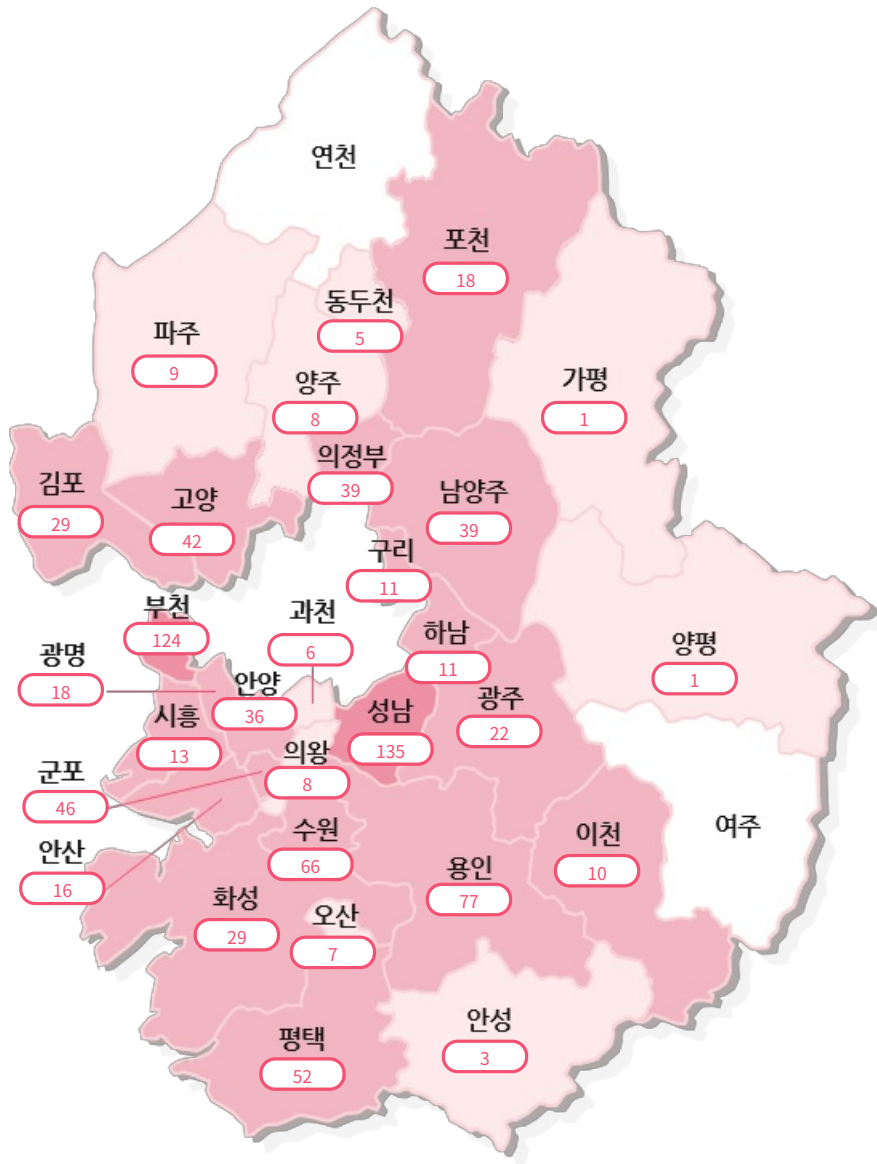 연천
포천
18
동두천
5
파주
9
양주
8
가평
1
의정부
39
김포
29
고양
42
남양주
39
구리
11
부천
124
과천
6
하남
11
양평
1
광명
18
안양
36
시흥
13
성남
135
광주
22
의왕
8
군포
46
수원
66
이천
10
여주
안산
16
용인
77
화성
29
오산
7
안성
3
평택
52